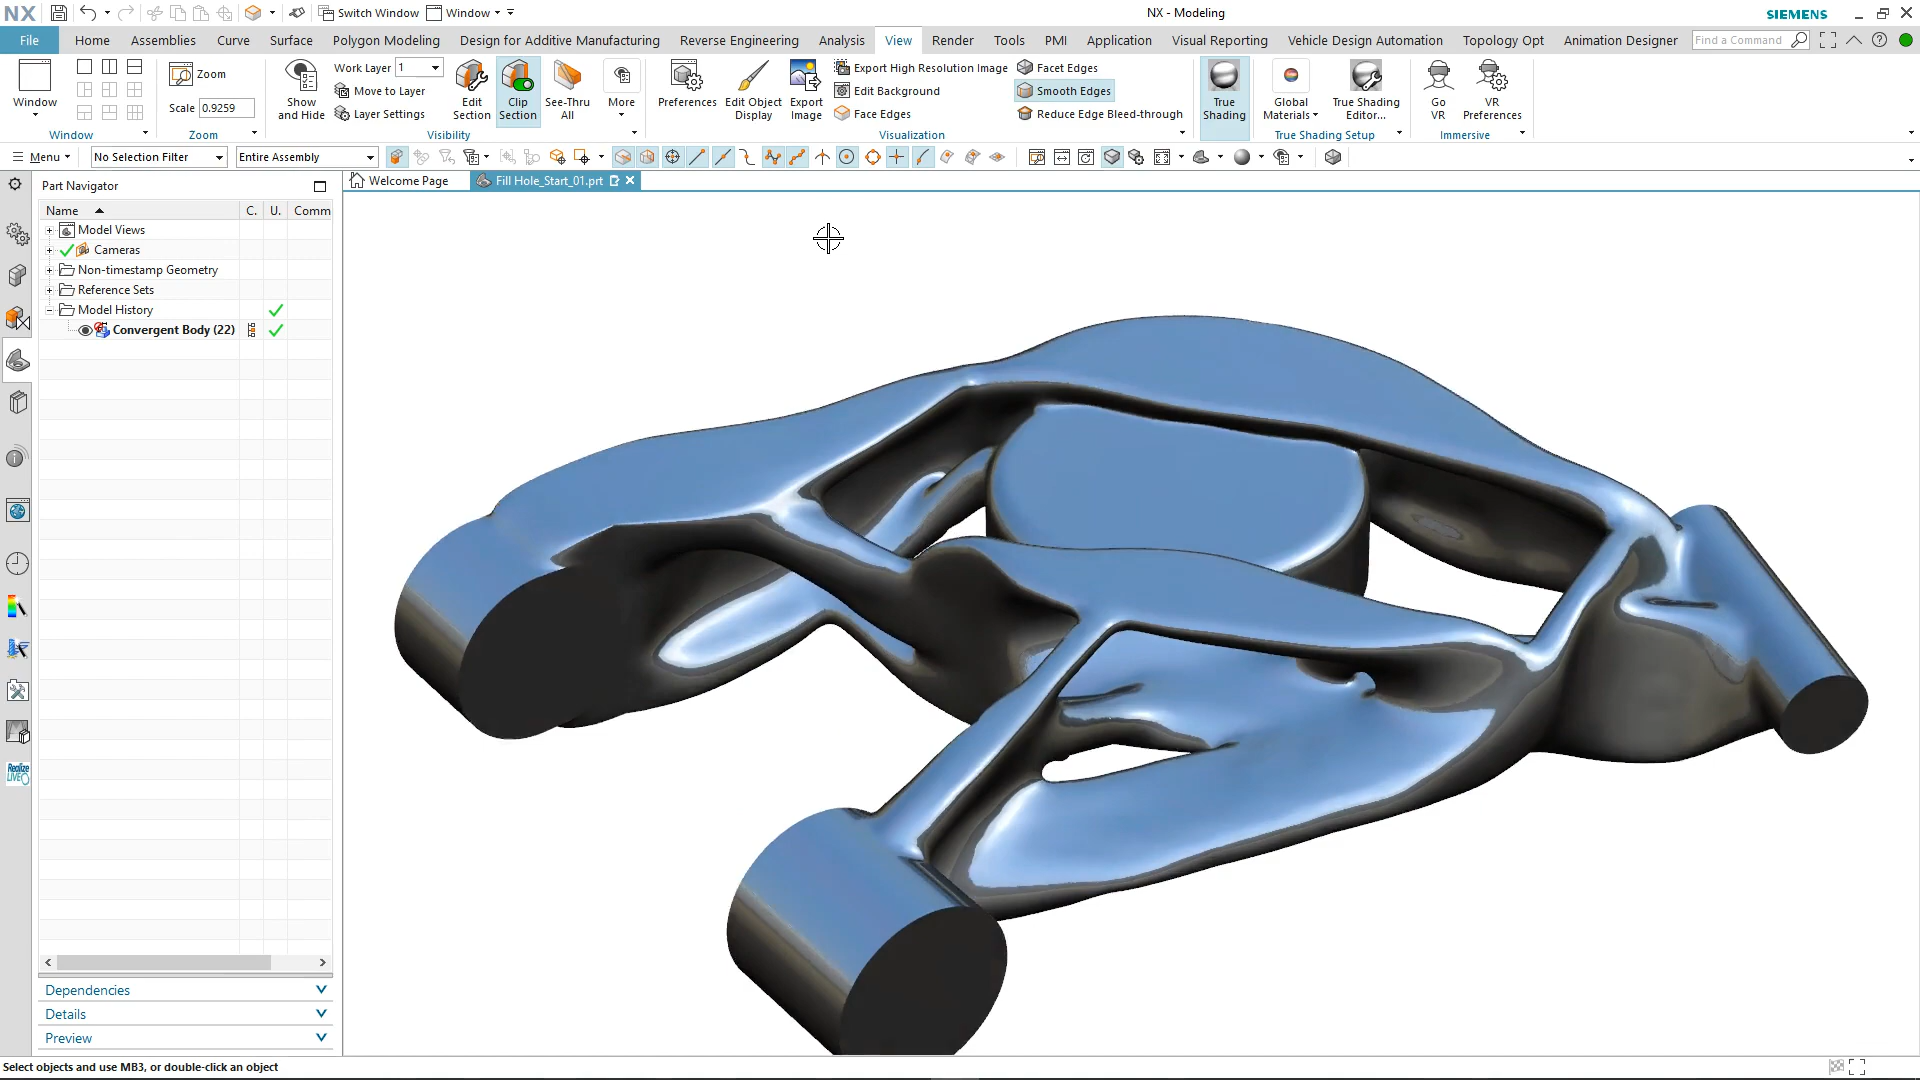 NX
Switch Window
Window
NX - Modeling
SIEMENS
File
Home
Assemblies
Curve
Surface
Polygon Modeling
Design for Additive Manufacturing
Reverse Engineering
Analysis
View
Render
Tools
PMI
Application
Visual Reporting
Vehicle Design Automation
Topology Opt
Animation Designer
Find a Command
Window
Zoom
Scale 0.9259
Show and Hide
Work Layer 1
Move to Layer
Layer Settings
Edit Section
Clip Section
See-Thru All
More
Preferences
Edit Object Display
Export Image
Export High Resolution Image
Edit Background
Face Edges
Facet Edges
Smooth Edges
Reduce Edge Bleed-through
True Shading
Global Materials
True Shading Editor...
Go VR
VR Preferences
Window
Zoom
Visibility
Visualization
True Shading Setup
Immersive
Menu
No Selection Filter
Entire Assembly
Part Navigator
Welcome Page
Fill Hole_Start_01.prt
Name
C.
U.
Comm
Model Views
Cameras
Non-timestamp Geometry
Reference Sets
Model History
Convergent Body (22)
Realize
LIVE
Dependencies
Details
Preview
Select objects and use MB3, or double-click an object